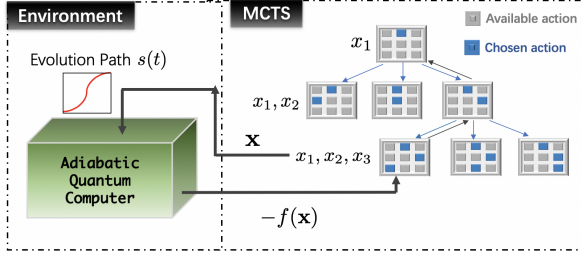 Environment
MCTS
Available action
Chosen action
Evolution Path s(t)
x₁
x₁, x₂
x
x₁, x₂, x₃
Adiabatic
Quantum
Computer
−f(x)